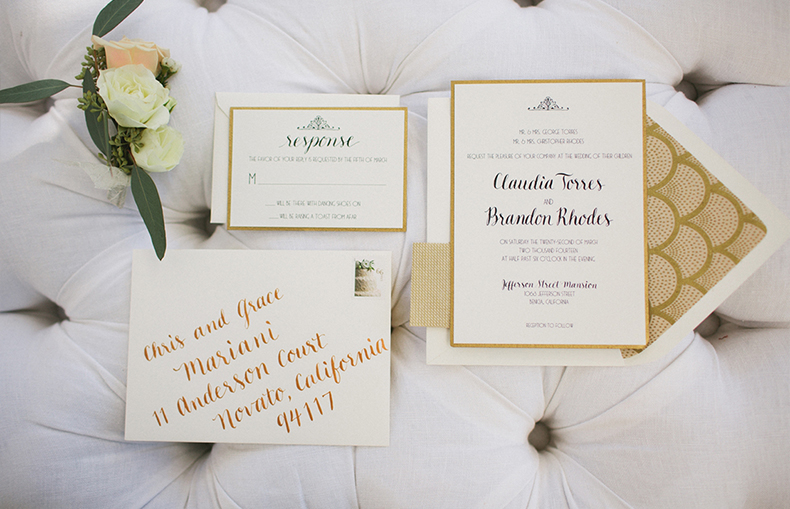 response
THE FAVOR OF YOUR REPLY IS REQUESTED BY THE FIFTH OF MARCH
M
WILL BE THERE WITH DANCING SHOES ON
WILL BE RAISING A TOAST FROM AFAR
MR. & MRS. GEORGE TORRES
MR. & MRS. CHRISTOPHER RHODES
REQUEST THE PLEASURE OF YOUR COMPANY AT THE WEDDING OF THEIR CHILDREN
Claudia Torres
AND
Brandon Rhodes
ON SATURDAY THE TWENTY-SECOND OF MARCH
TWO THOUSAND FOURTEEN
AT HALF PAST SIX O'CLOCK IN THE EVENING
Jefferson Street Mansion
1063 JEFFERSON STREET
BENICIA, CALIFORNIA
RECEPTION TO FOLLOW
Chris and Grace
Mariani
11 Anderson Court
Novato, California
94117